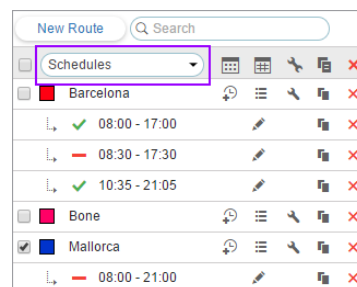 New Route Search
Schedules
Barcelona
08:00 - 17:00
08:30 - 17:30
10:35 - 21:05
Bone
Mallorca
08:00 - 21:00